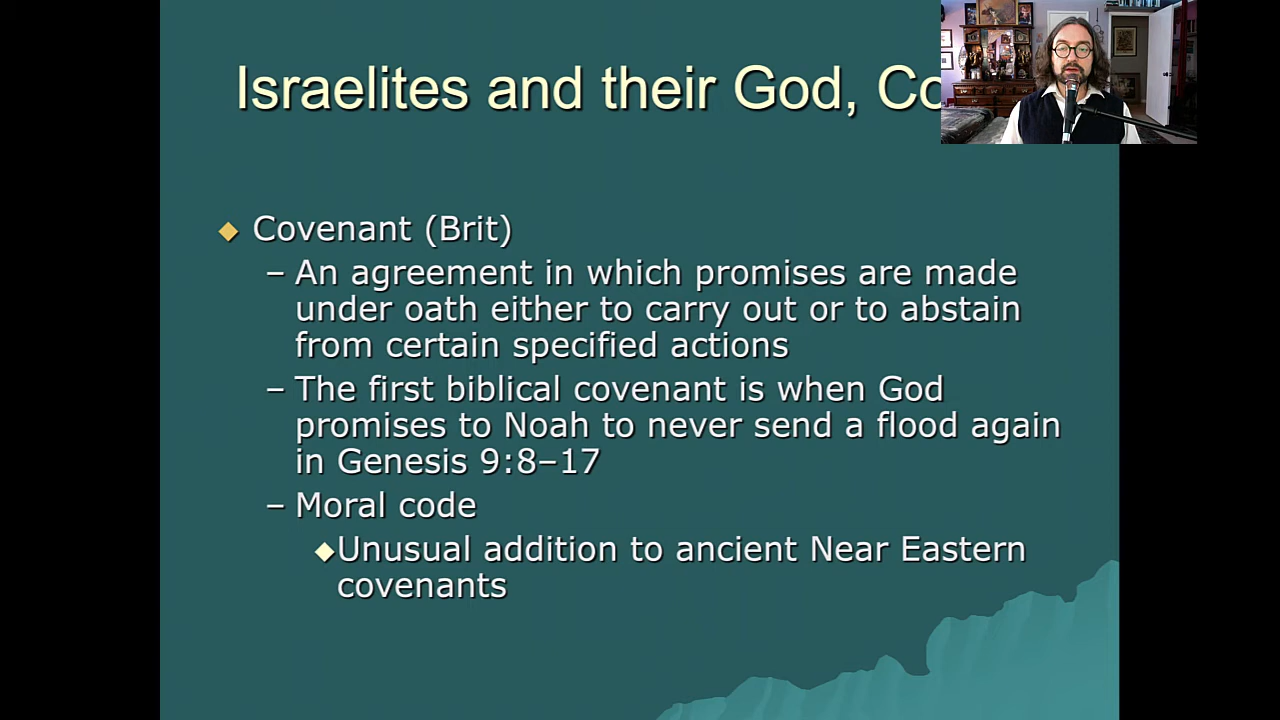 Israelites and their God, Co
Covenant (Brit)
– An agreement in which promises are made
under oath either to carry out or to abstain
from certain specified actions
– The first biblical covenant is when God
promises to Noah to never send a flood again
in Genesis 9:8–17
– Moral code
Unusual addition to ancient Near Eastern
covenants